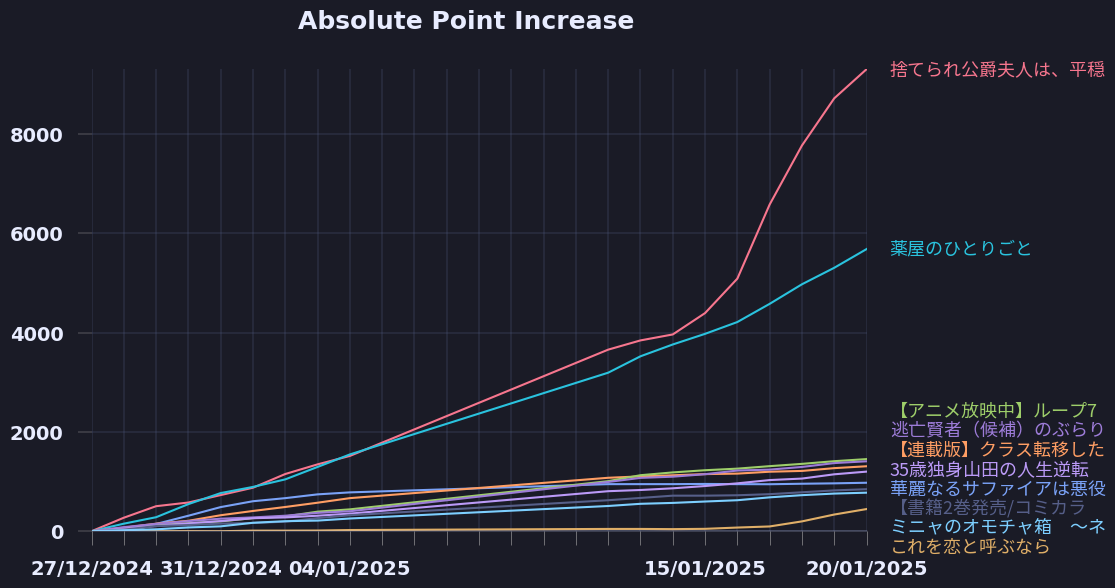 Absolute Point Increase
捨てられ公爵夫人は、平穏
8000
6000
薬屋のひとりごと
4000
2000
【アニメ放映中】ループ7
逃亡賢者（候補）のぶらり
【連載版】クラス転移した
35歳独身山田の人生逆転
華麗なるサファイアは悪役
【書籍2巻発売/コミカラ
ミニャのオモチャ箱　～ネ
0
これを恋と呼ぶなら
27/12/2024 31/12/2024 04/01/2025 15/01/2025 20/01/2025